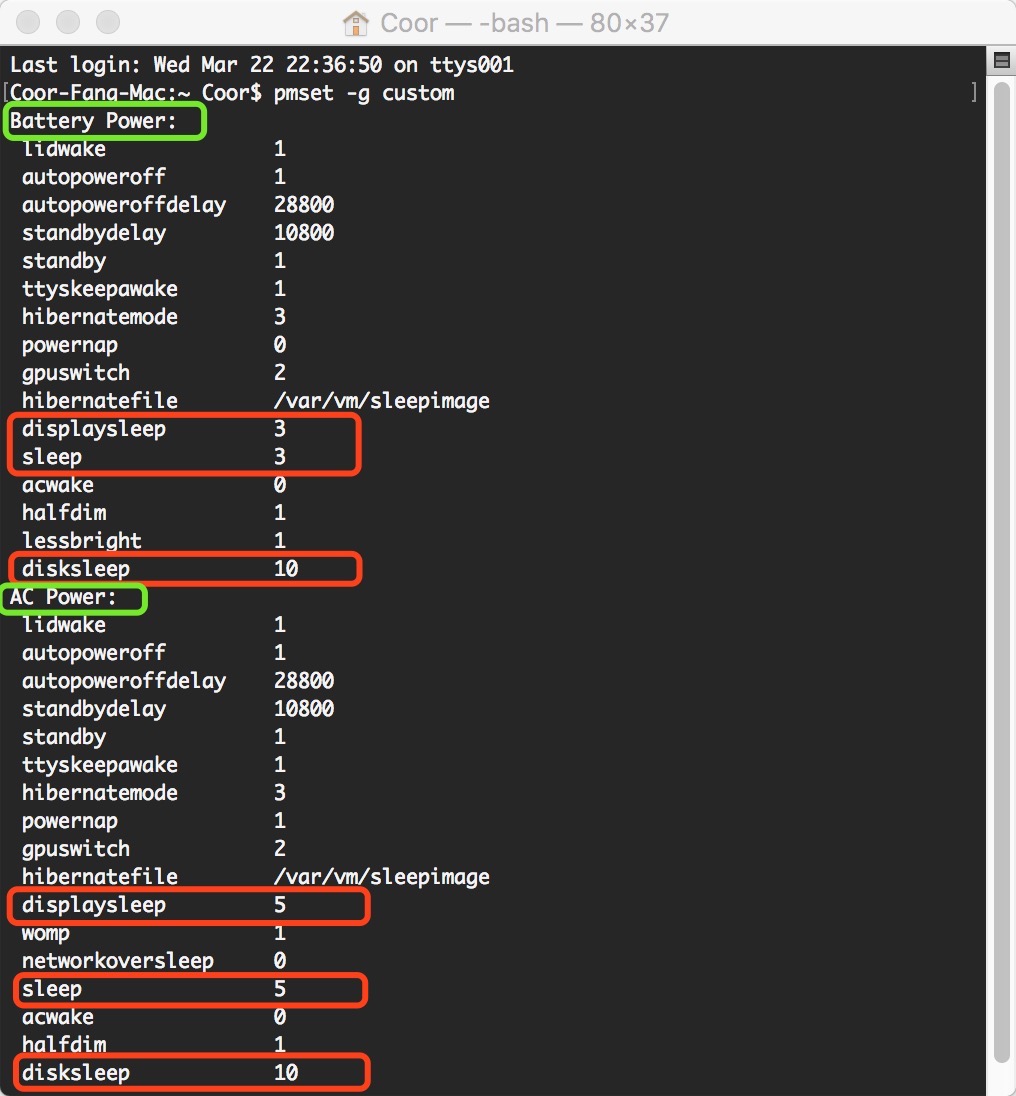 Coor — -bash — 80×37
Last login: Wed Mar 22 22:36:50 on ttys001
[Coor-Fang-Mac:~ Coor$ pmset -g custom ]
Battery Power:
lidwake 1
autopoweroff 1
autopoweroffdelay 28800
standbydelay 10800
standby 1
ttyskeepawake 1
hibernatemode 3
powernap 0
gpuswitch 2
hibernatefile /var/vm/sleepimage
displaysleep 3
sleep 3
acwake 0
halfdim 1
lessbright 1
disksleep 10
AC Power:
lidwake 1
autopoweroff 1
autopoweroffdelay 28800
standbydelay 10800
standby 1
ttyskeepawake 1
hibernatemode 3
powernap 1
gpuswitch 2
hibernatefile /var/vm/sleepimage
displaysleep 5
womp 1
networkoversleep 0
sleep 5
acwake 0
halfdim 1
disksleep 10